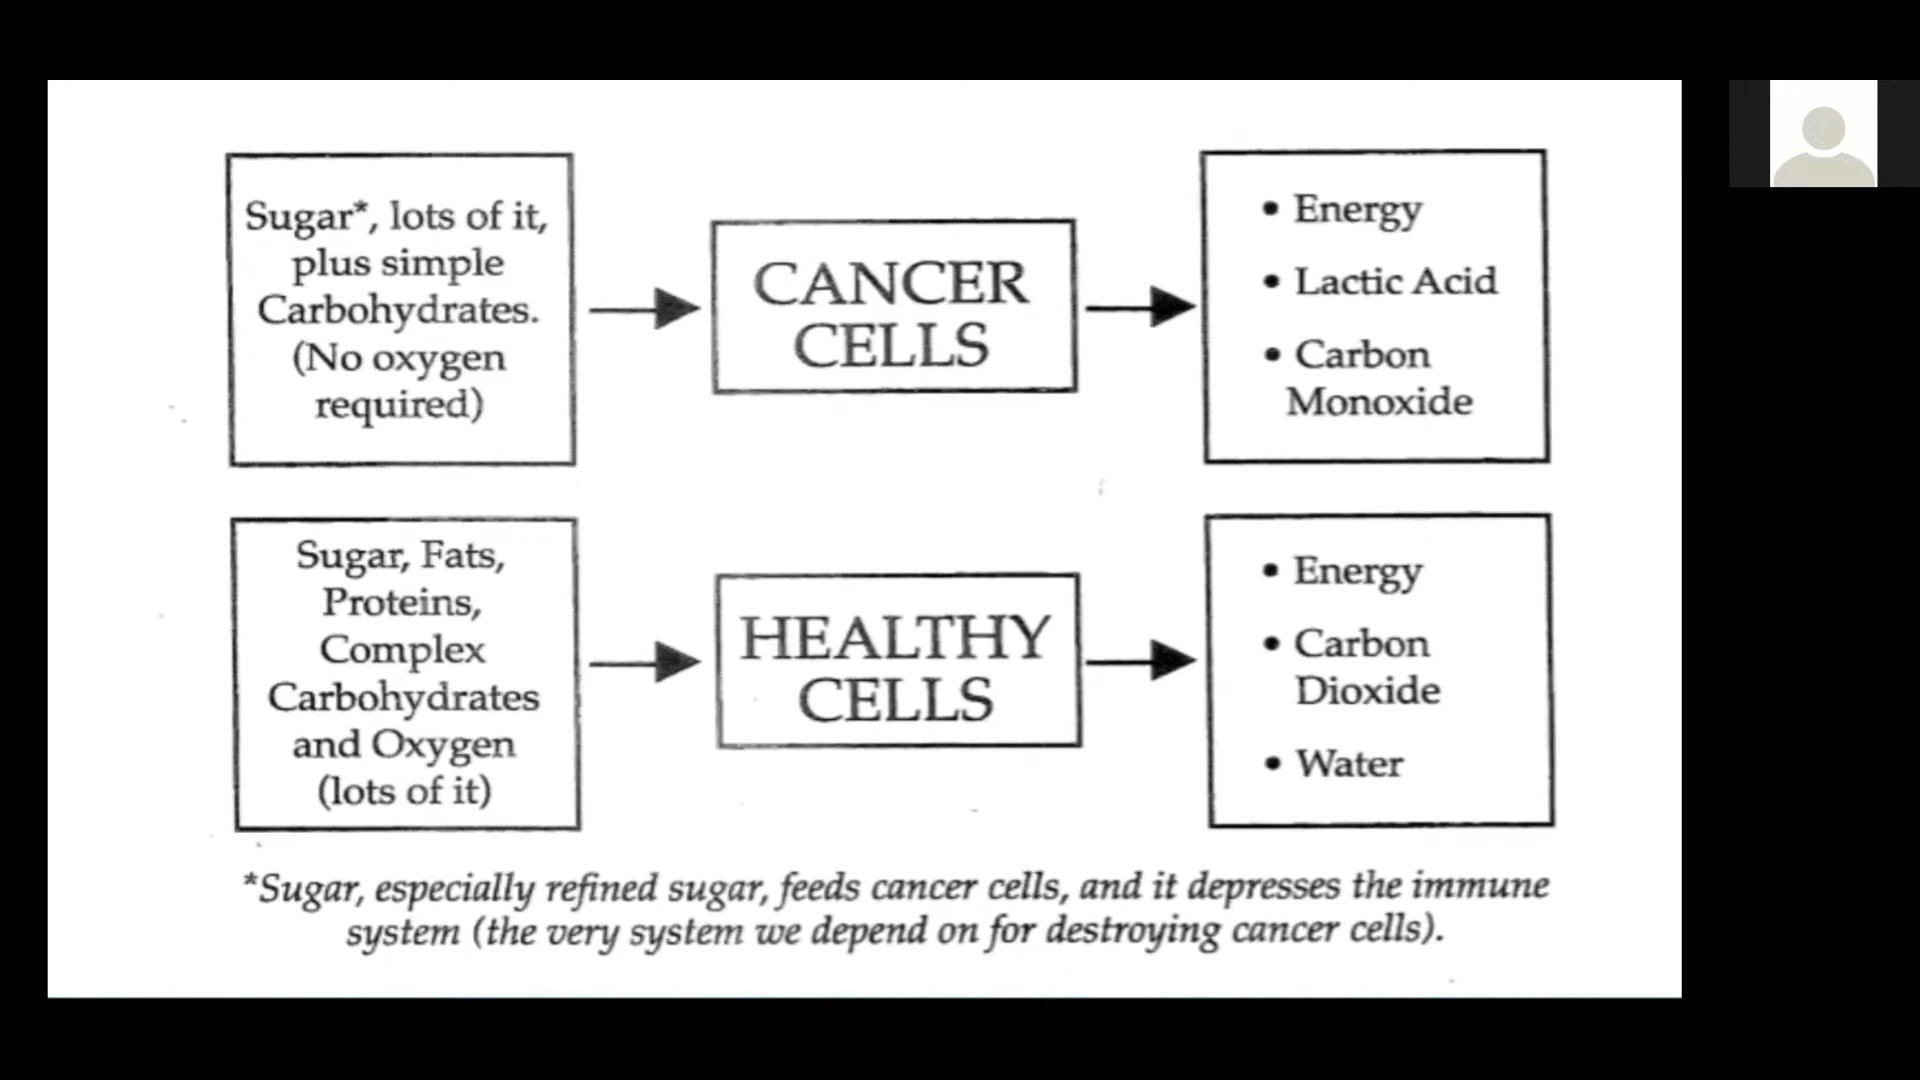 Sugar*, lots of it,
plus simple
Carbohydrates.
(No oxygen
required)
CANCER
CELLS
• Energy
• Lactic Acid
• Carbon
Monoxide
Sugar, Fats,
Proteins,
Complex
Carbohydrates
and Oxygen
(lots of it)
HEALTHY
CELLS
• Energy
• Carbon
Dioxide
• Water
*Sugar, especially refined sugar, feeds cancer cells, and it depresses the immune
system (the very system we depend on for destroying cancer cells).